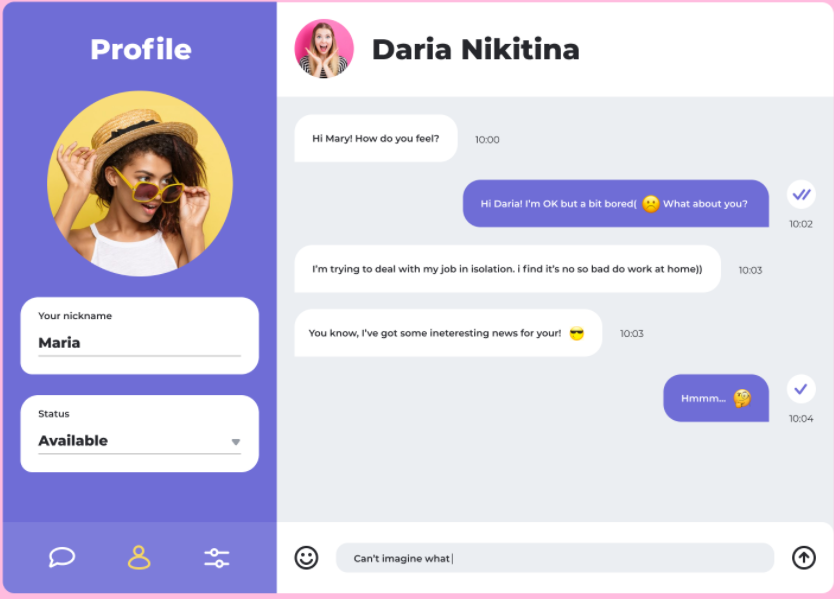 Profile
Your nickname
Maria
Status
Available
Daria Nikitina
Hi Mary! How do you feel?
10:00
Hi Daria! I'm OK but a bit bored( ☹️ What about you?
10:02
I'm trying to deal with my job in isolation. i find it's no so bad do work at home))
10:03
You know, I've got some ineteresting news for your! 😎
10:03
Hmmm... 🤔
10:04
Can't imagine what